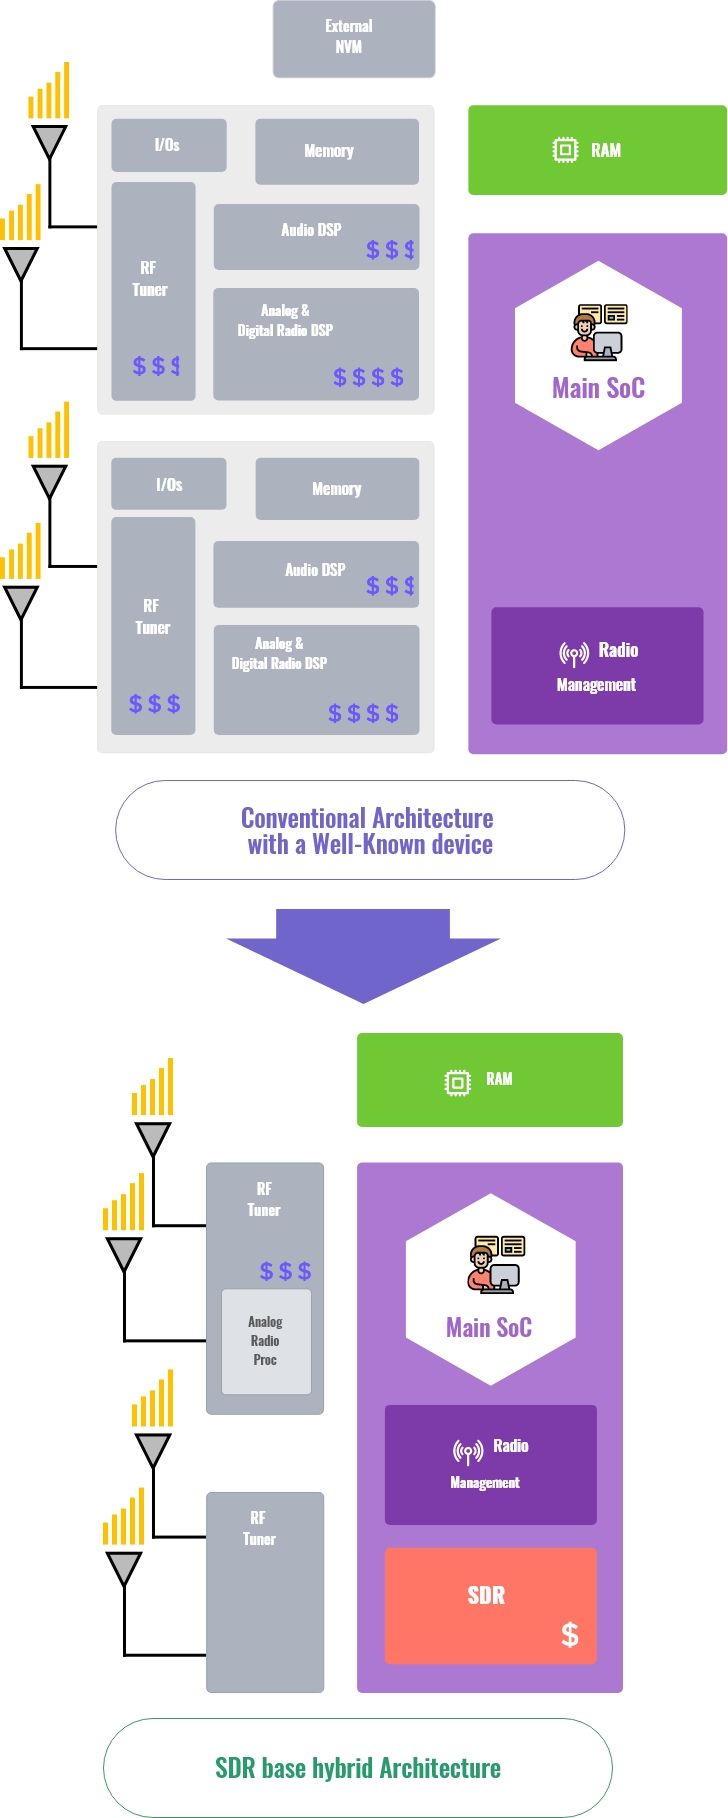 External
NVM
I/Os
Memory
RAM
Audio DSP
$ $ $
RF
Tuner
Analog &
Digital Radio DSP
$ $ $
$ $ $ $
Main SoC
I/Os
Memory
Audio DSP
$ $ $
RF
Tuner
Analog &
Digital Radio DSP
$ $ $
$ $ $ $
Radio
Management
Conventional Architecture
with a Well-Known device
RAM
RF
Tuner
$ $ $
Analog
Radio
Proc
Main SoC
Radio
Management
RF
Tuner
SDR
$
SDR base hybrid Architecture